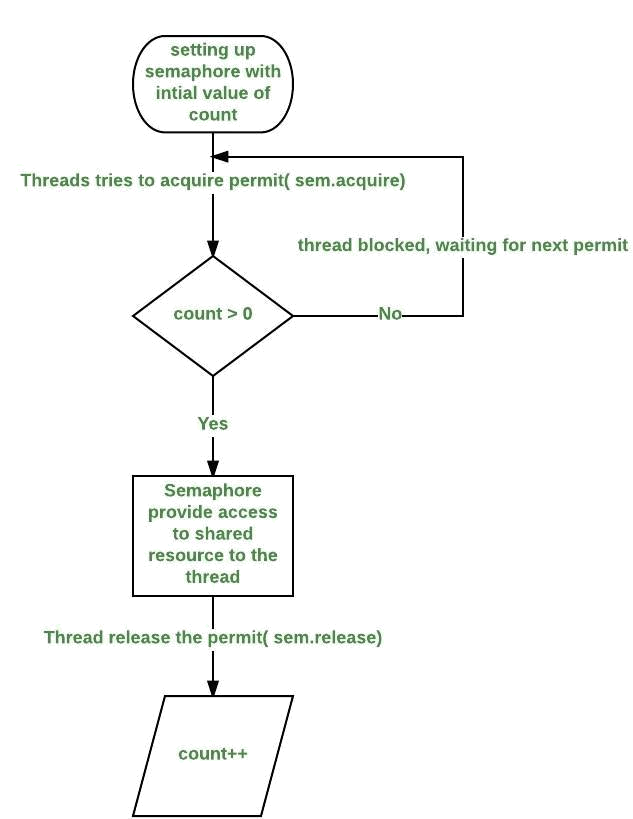 setting up
semaphore with
intial value of
count
Threads tries to acquire permit( sem.acquire)
thread blocked, waiting for next permit
count > 0
No
Yes
Semaphore
provide access
to shared
resource to the
thread
Thread release the permit( sem.release)
count++